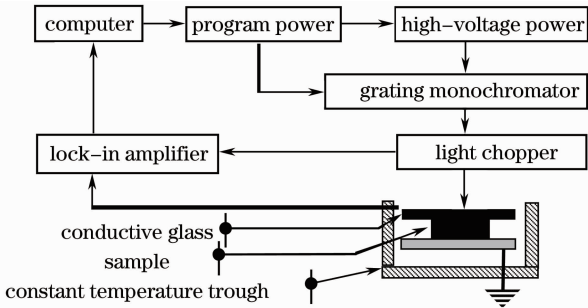 computer
program power
high-voltage power
grating monochromator
lock-in amplifier
light chopper
conductive glass
sample
constant temperature trough